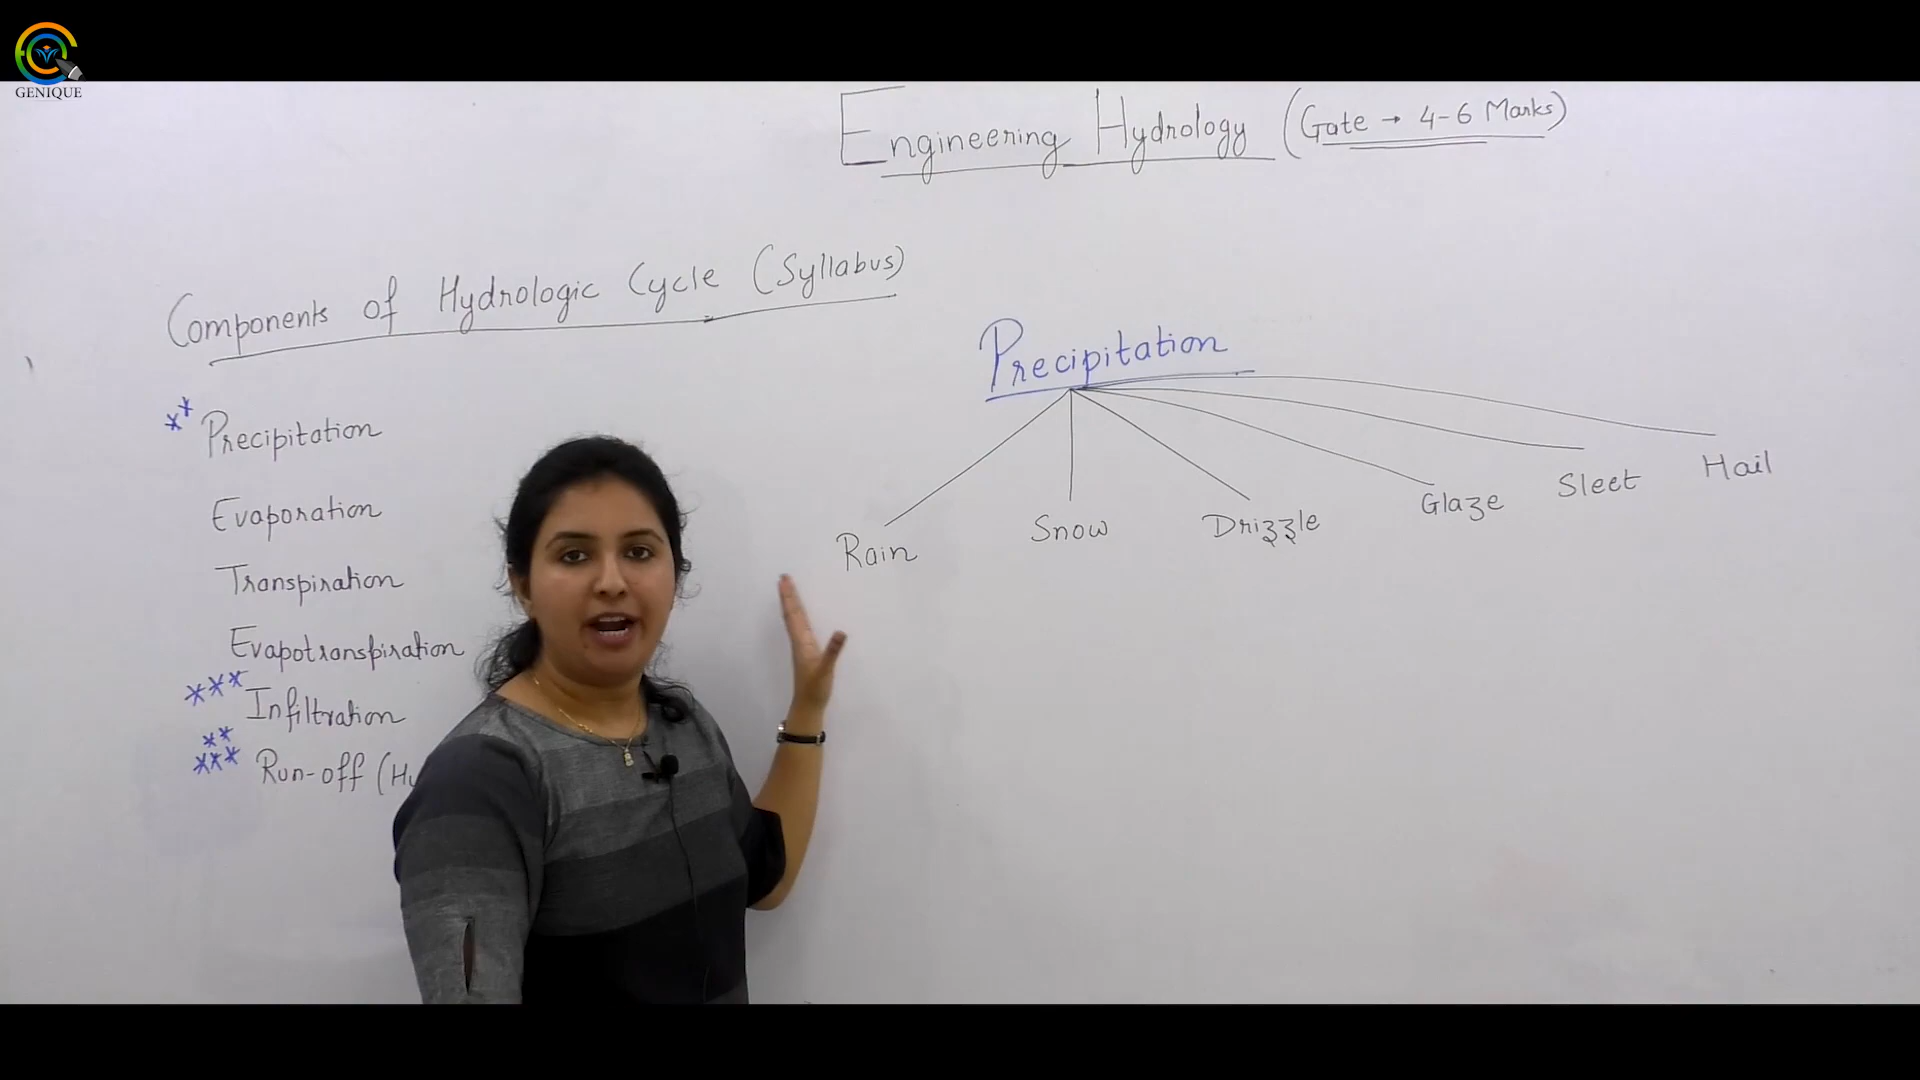 GENIQUE
Engineering Hydrology (Gate → 4-6 Marks)
Components of Hydrologic Cycle (Syllabus)
** Precipitation
Evaporation
Transpiration
Evapotranspiration
*** Infiltration
**
*** Run-off (
Precipitation
Rain
Snow
Drizzle
Glaze
Sleet
Hail